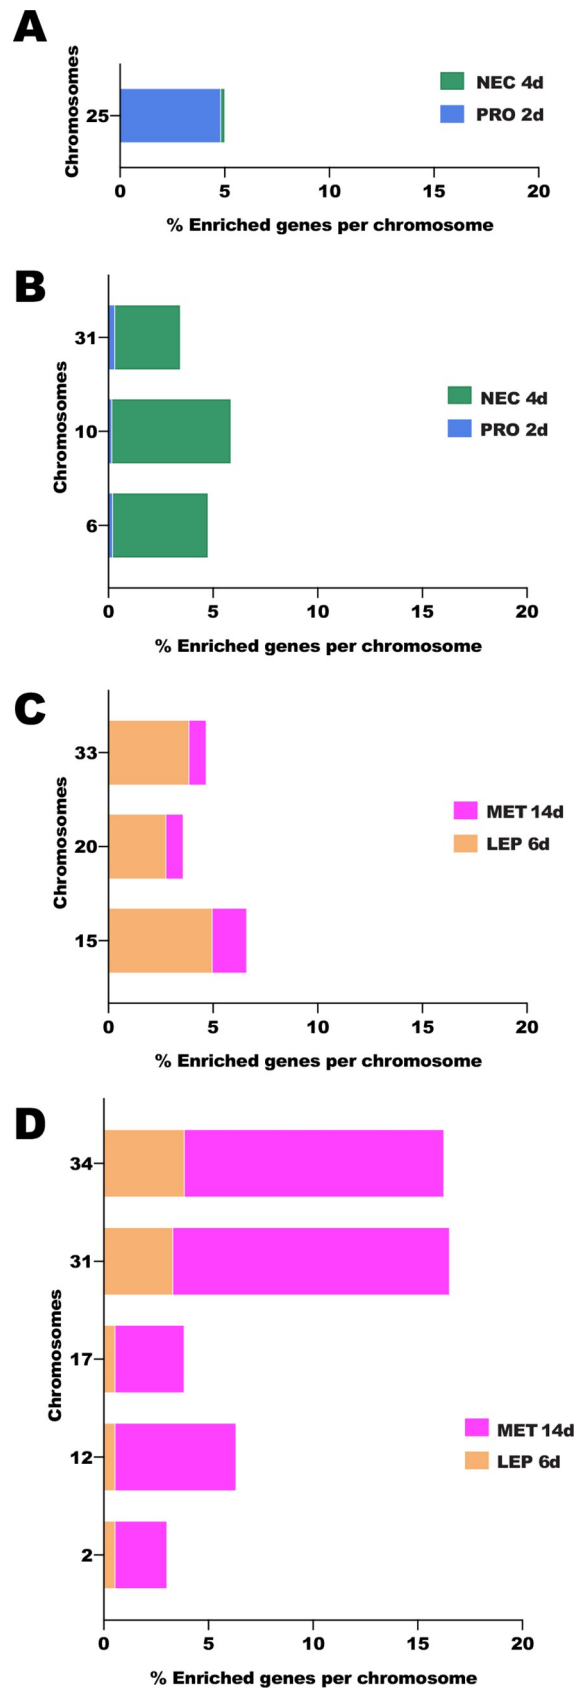 A
Chromosomes
25
NEC 4d
PRO 2d
0 5 10 15 20
% Enriched genes per chromosome
B
Chromosomes
31
10
6
NEC 4d
PRO 2d
0 5 10 15 20
% Enriched genes per chromosome
C
Chromosomes
33
20
15
MET 14d
LEP 6d
0 5 10 15 20
% Enriched genes per chromosome
D
Chromosomes
34
31
17
12
2
MET 14d
LEP 6d
0 5 10 15 20
% Enriched genes per chromosome